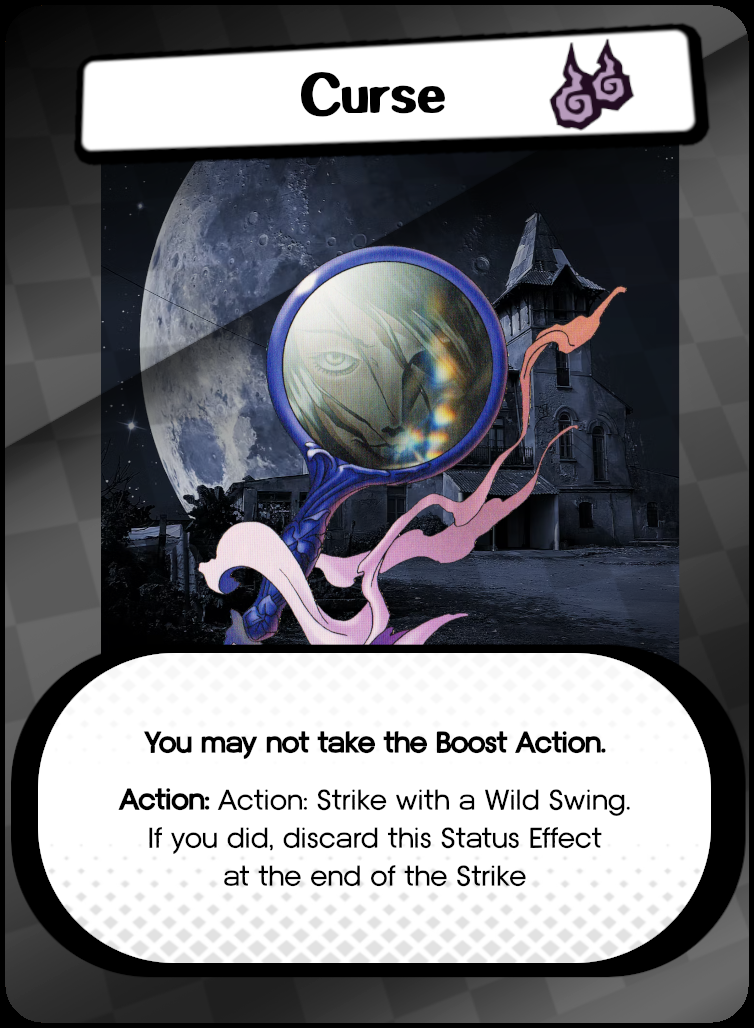 Curse
You may not take the Boost Action.
Action: Action: Strike with a Wild Swing.
If you did, discard this Status Effect
at the end of the Strike